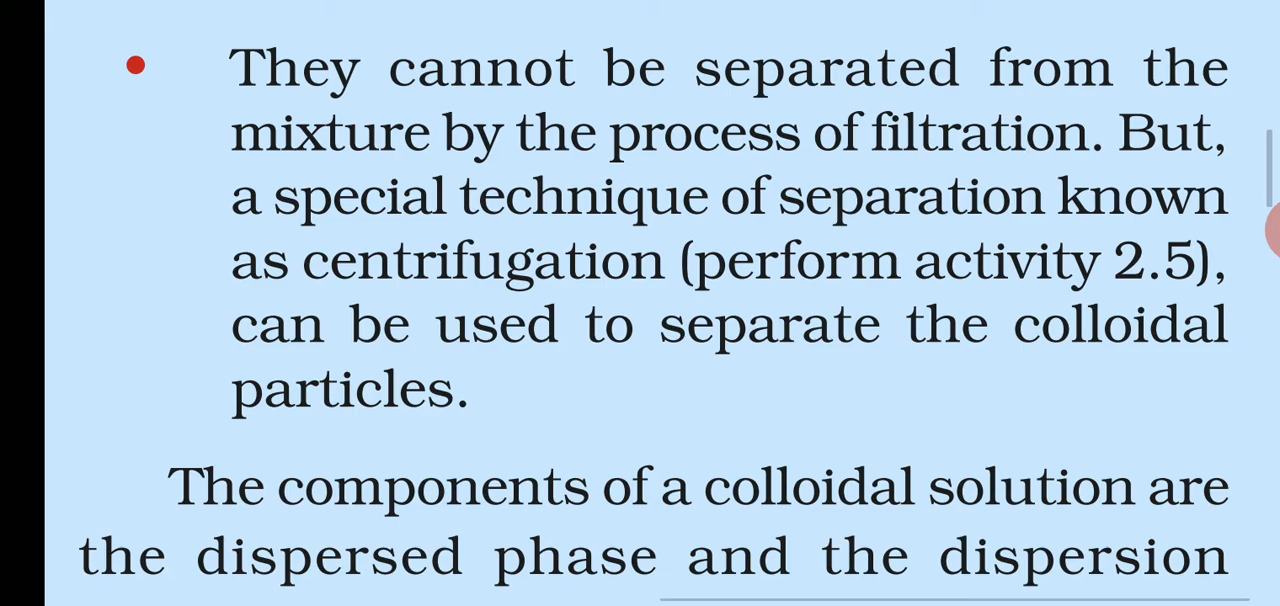 • They cannot be separated from the
mixture by the process of filtration. But,
a special technique of separation known
as centrifugation (perform activity 2.5),
can be used to separate the colloidal
particles.
The components of a colloidal solution are
the dispersed phase and the dispersion